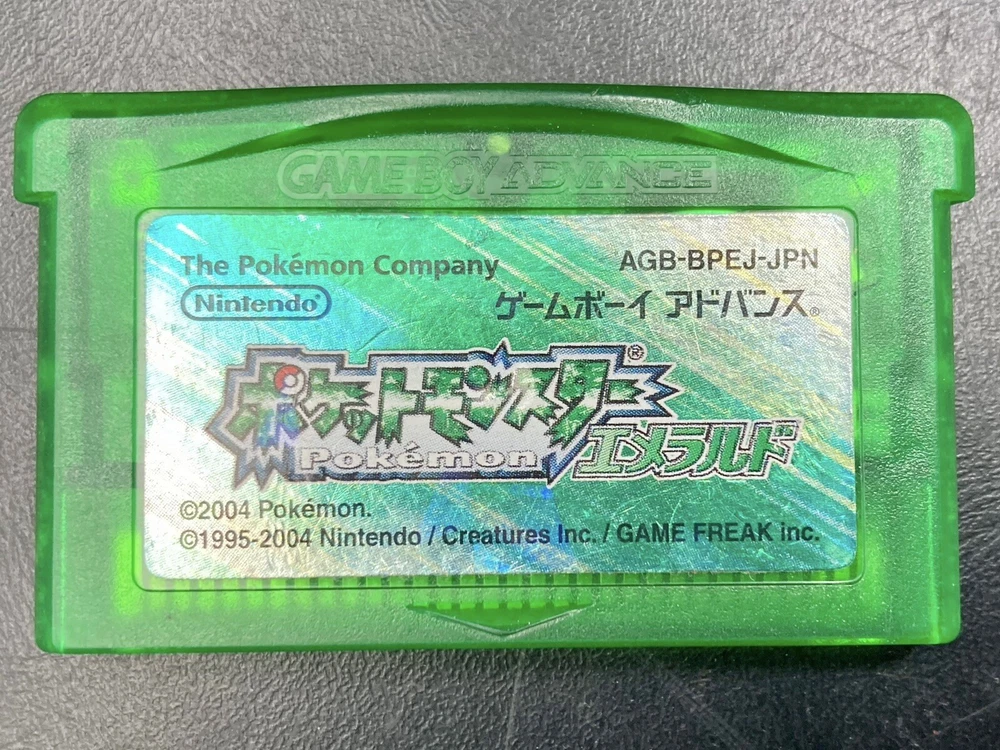 GAME BOY ADVANCE
The Pokémon Company
AGB-BPEJ-JPN
Nintendo®
ゲームボーイ アドバンス®
ポケットモンスター®
Pokémon
エメラルド
©2004 Pokémon.
©1995-2004 Nintendo / Creatures Inc. / GAME FREAK inc.